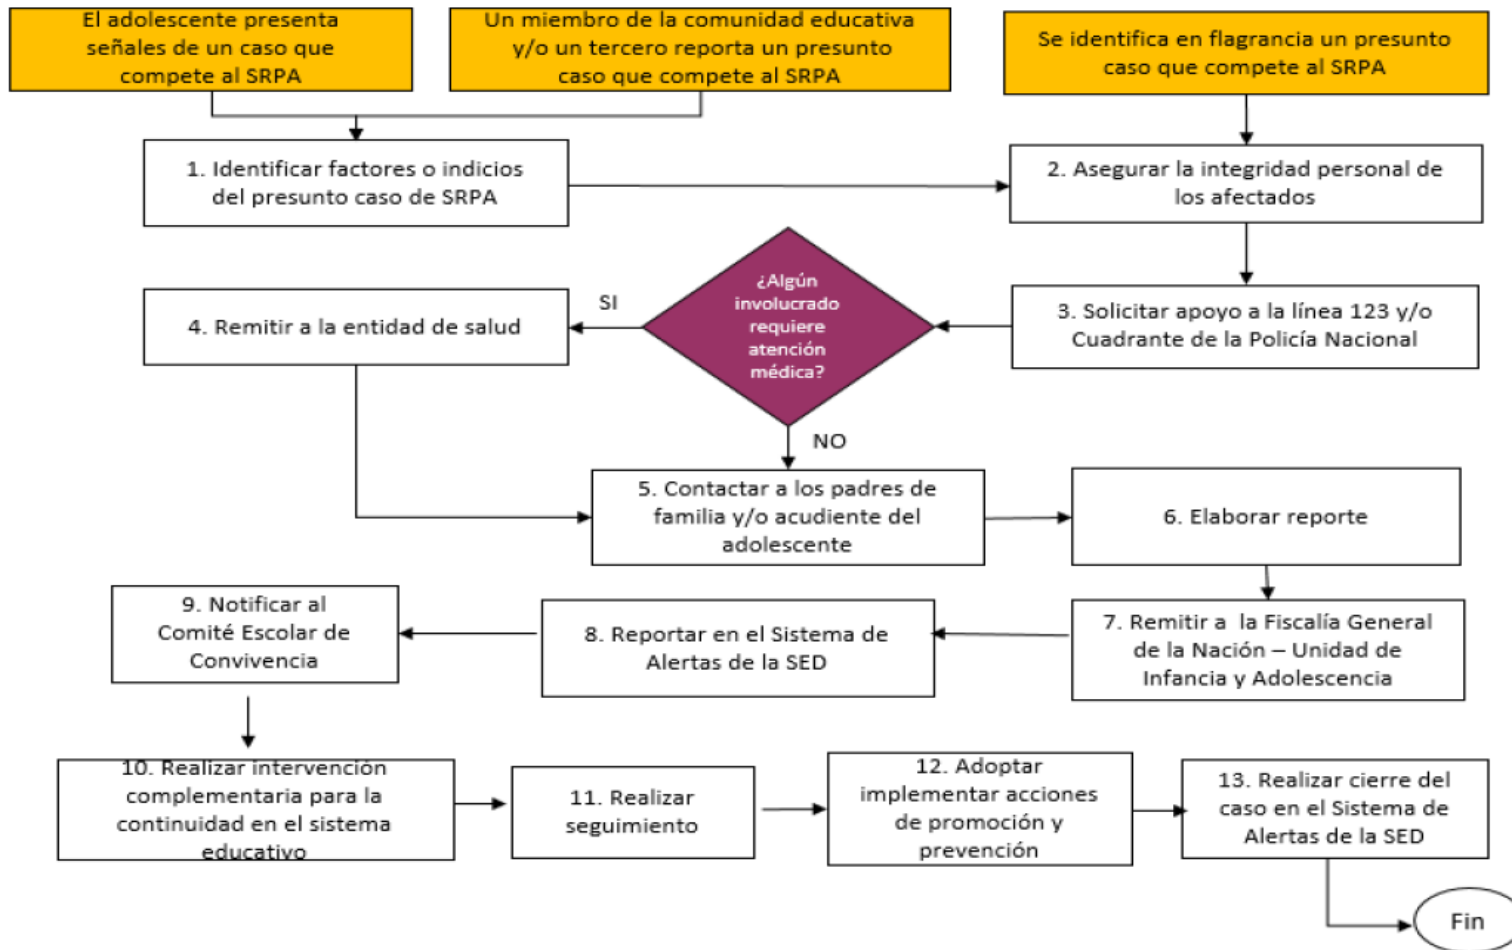 El adolescente presenta
señales de un caso que
compete al SRPA
Un miembro de la comunidad educativa
y/o un tercero reporta un presunto
caso que compete al SRPA
Se identifica en flagrancia un presunto
caso que compete al SRPA
1. Identificar factores o indicios
del presunto caso de SRPA
2. Asegurar la integridad personal de
los afectados
¿Algún
involucrado
requiere
atención
médica?
SI
4. Remitir a la entidad de salud
3. Solicitar apoyo a la línea 123 y/o
Cuadrante de la Policía Nacional
NO
5. Contactar a los padres de
familia y/o acudiente del
adolescente
6. Elaborar reporte
9. Notificar al
Comité Escolar de
Convivencia
8. Reportar en el Sistema de
Alertas de la SED
7. Remitir a la Fiscalía General
de la Nación – Unidad de
Infancia y Adolescencia
10. Realizar intervención
complementaria para la
continuidad en el sistema
educativo
11. Realizar
seguimiento
12. Adoptar
implementar acciones
de promoción y
prevención
13. Realizar cierre del
caso en el Sistema de
Alertas de la SED
Fin